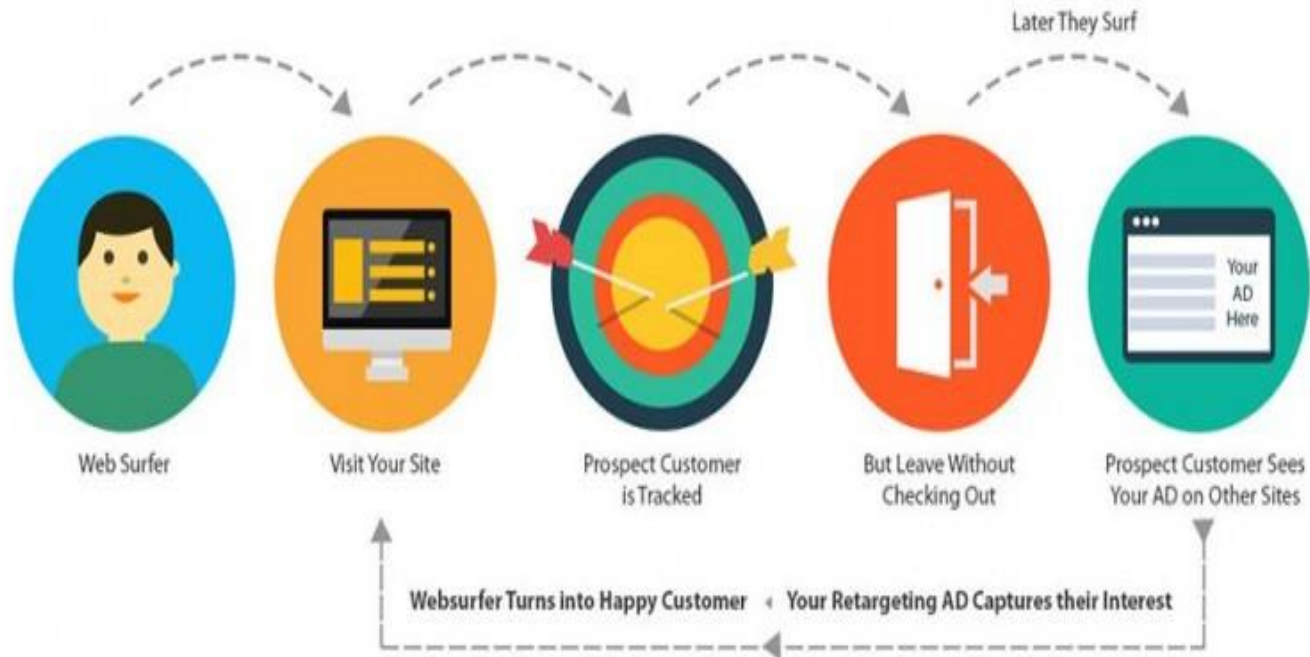 Later They Surf
Your
AD
Here
Web Surfer
Visit Your Site
Prospect Customer
is Tracked
But Leave Without
Checking Out
Prospect Customer Sees
Your AD on Other Sites
Websurfer Turns into Happy Customer
Your Retargeting AD Captures their Interest